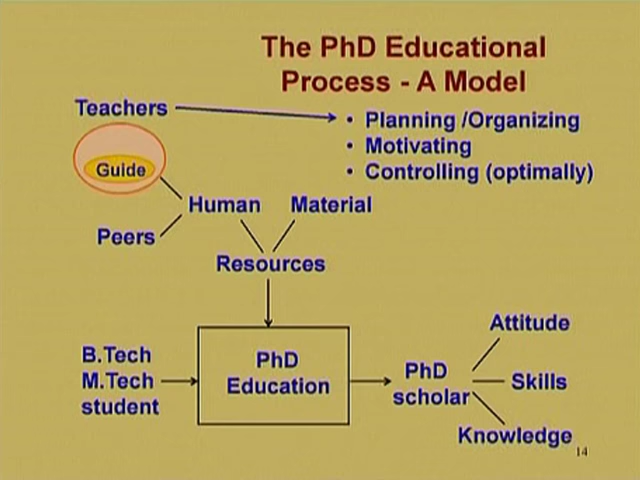 The PhD Educational
Process - A Model
Teachers
• Planning /Organizing
• Motivating
• Controlling (optimally)
Guide
Human Material
Peers
Resources
B.Tech
M.Tech
student
PhD
Education
PhD
scholar
Attitude
Skills
Knowledge
14